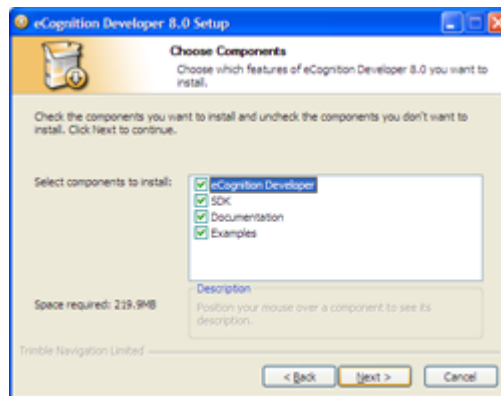 eCognition Developer 8.0 Setup
Choose Components
Choose which features of eCognition Developer 8.0 you want to
install.
Check the components you want to install and uncheck the components you don't want to
install. Click Next to continue.
Select components to install:
eCognition Developer
SDK
Documentation
Examples
Space required: 219.9MB
Description
Position your mouse over a component to see its
description.
Trimble Navigation Limited
< Back
Next >
Cancel